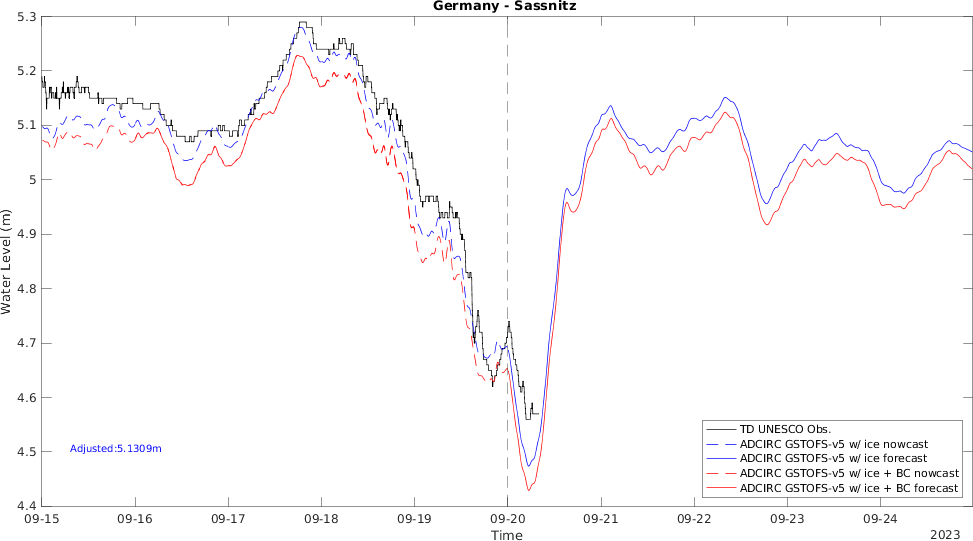 Germany - Sassnitz
5.3
5.2
5.1
5
4.9
4.8
4.7
4.6
4.5
4.4
Water Level (m)
Adjusted:5.1309m
TD UNESCO Obs.
ADCIRC GSTOFS-v5 w/ ice nowcast
ADCIRC GSTOFS-v5 w/ ice forecast
ADCIRC GSTOFS-v5 w/ ice + BC nowcast
ADCIRC GSTOFS-v5 w/ ice + BC forecast
09-15 09-16 09-17 09-18 09-19 09-20 09-21 09-22 09-23 09-24
Time
2023